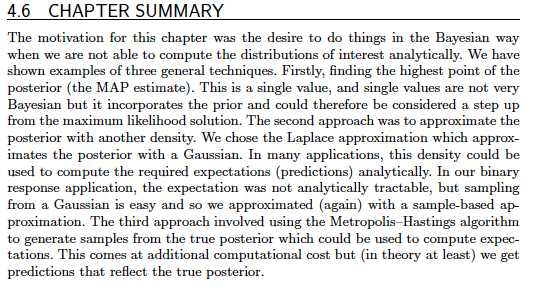 4.6 CHAPTER SUMMARY
The motivation for this chapter was the desire to do things in the Bayesian way
when we are not able to compute the distributions of interest analytically. We have
shown examples of three general techniques. Firstly, finding the highest point of the
posterior (the MAP estimate). This is a single value, and single values are not very
Bayesian but it incorporates the prior and could therefore be considered a step up
from the maximum likelihood solution. The second approach was to approximate the
posterior with another density. We chose the Laplace approximation which approx-
imates the posterior with a Gaussian. In many applications, this density could be
used to compute the required expectations (predictions) analytically. In our binary
response application, the expectation was not analytically tractable, but sampling
from a Gaussian is easy and so we approximated (again) with a sample-based ap-
proximation. The third approach involved using the Metropolis–Hastings algorithm
to generate samples from the true posterior which could be used to compute expec-
tations. This comes at additional computational cost but (in theory at least) we get
predictions that reflect the true posterior.